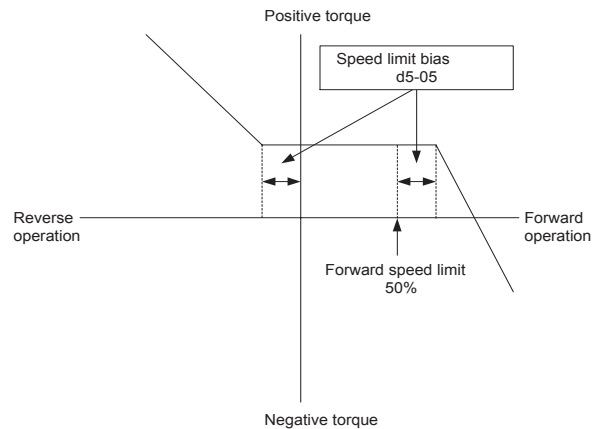 Positive torque
Speed limit bias
d5-05
Reverse
operation
Forward
operation
Forward speed limit
50%
Negative torque